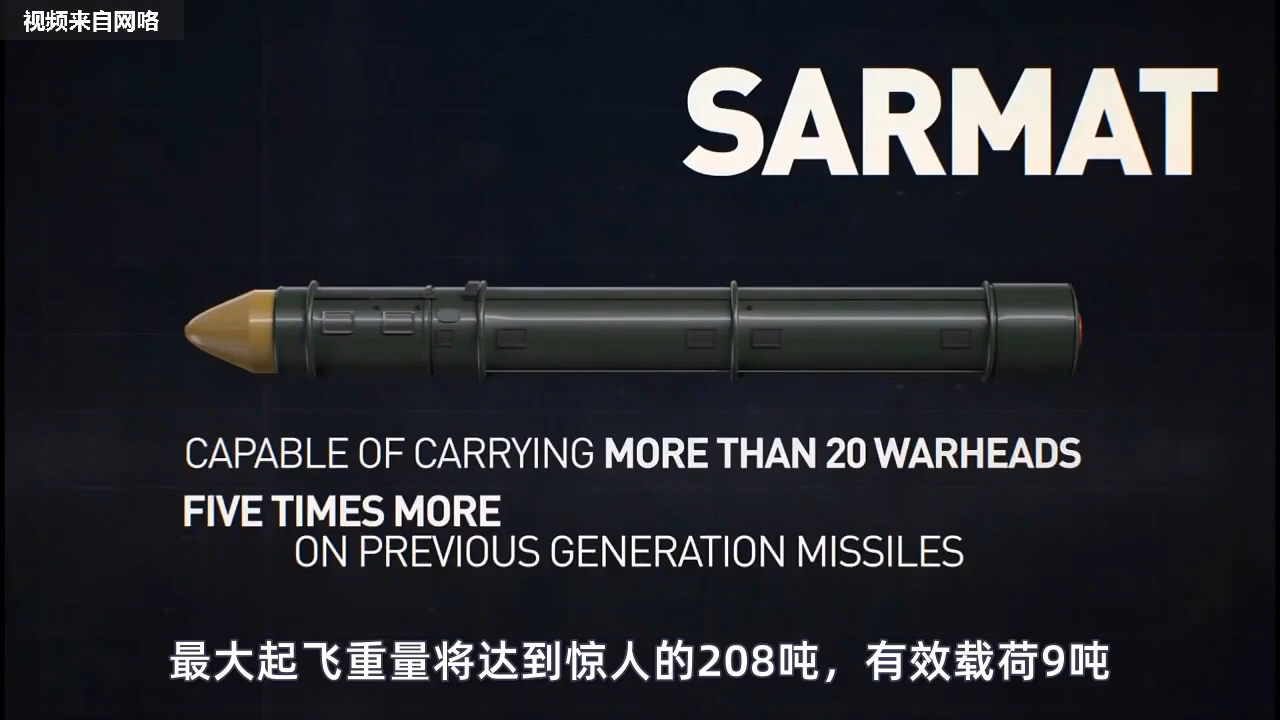 视频来自网咯
SARMAT
CAPABLE OF CARRYING MORE THAN 20 WARHEADS
FIVE TIMES MORE
ON PREVIOUS GENERATION MISSILES
最大起飞重量将达到惊人的208吨，有效载荷9吨